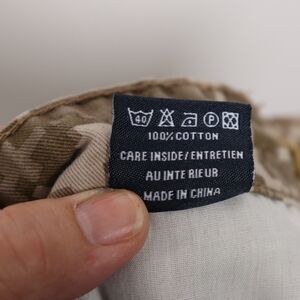 40 P
100% COTTON
CARE INSIDE/ENTRETIEN
AU INTE RIEUR
MADE IN CHINA